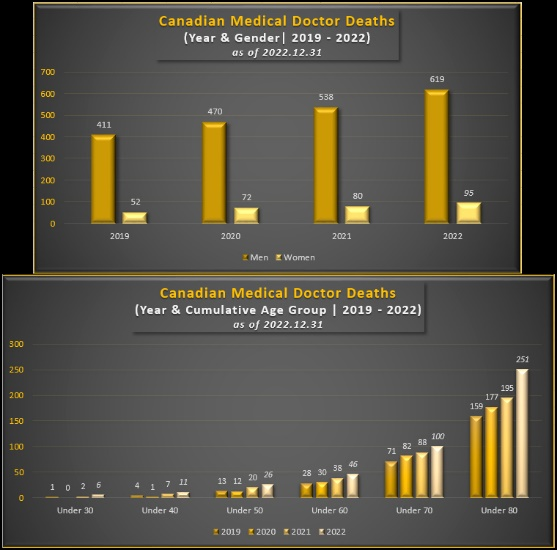 Canadian Medical Doctor Deaths
(Year & Gender| 2019 - 2022)
as of 2022.12.31
700
600
500
400
300
200
100
0
411
52
470
72
538
80
619
95
2019
2020
2021
2022
Men
Women
Canadian Medical Doctor Deaths
(Year & Cumulative Age Group | 2019 - 2022)
as of 2022.12.31
300
250
200
150
100
50
0
1 0 2 6
4 1 7 11
13 12 20 26
28 30 38 46
71 82 88 100
159 177 195 251
Under 30
Under 40
Under 50
Under 60
Under 70
Under 80
2019
2020
2021
2022